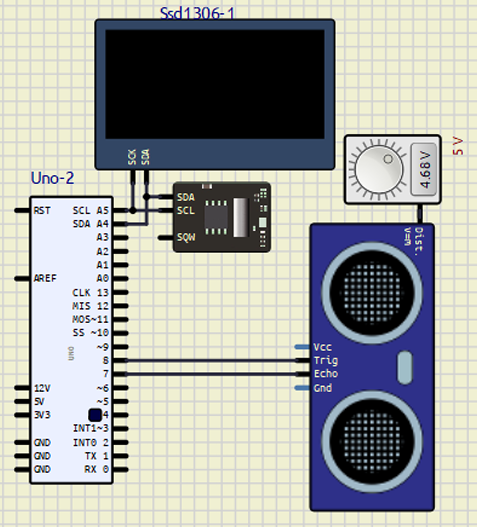 Ssd1306-1
SCK
SDA
5 V
4.68 V
Uno-2
SDA
SCL
SQW
Dist.
v=m
RST
SCL A5
SDA A4
A3
A2
AREF
A1
A0
CLK 13
MIS 12
MOS~11
SS ~10
~9
UNO
8
7
12V
~6
5V
~5
3V3
4
INT1~3
GND
INT0 2
GND
TX 1
GND
RX 0
Vcc
Trig
Echo
Gnd